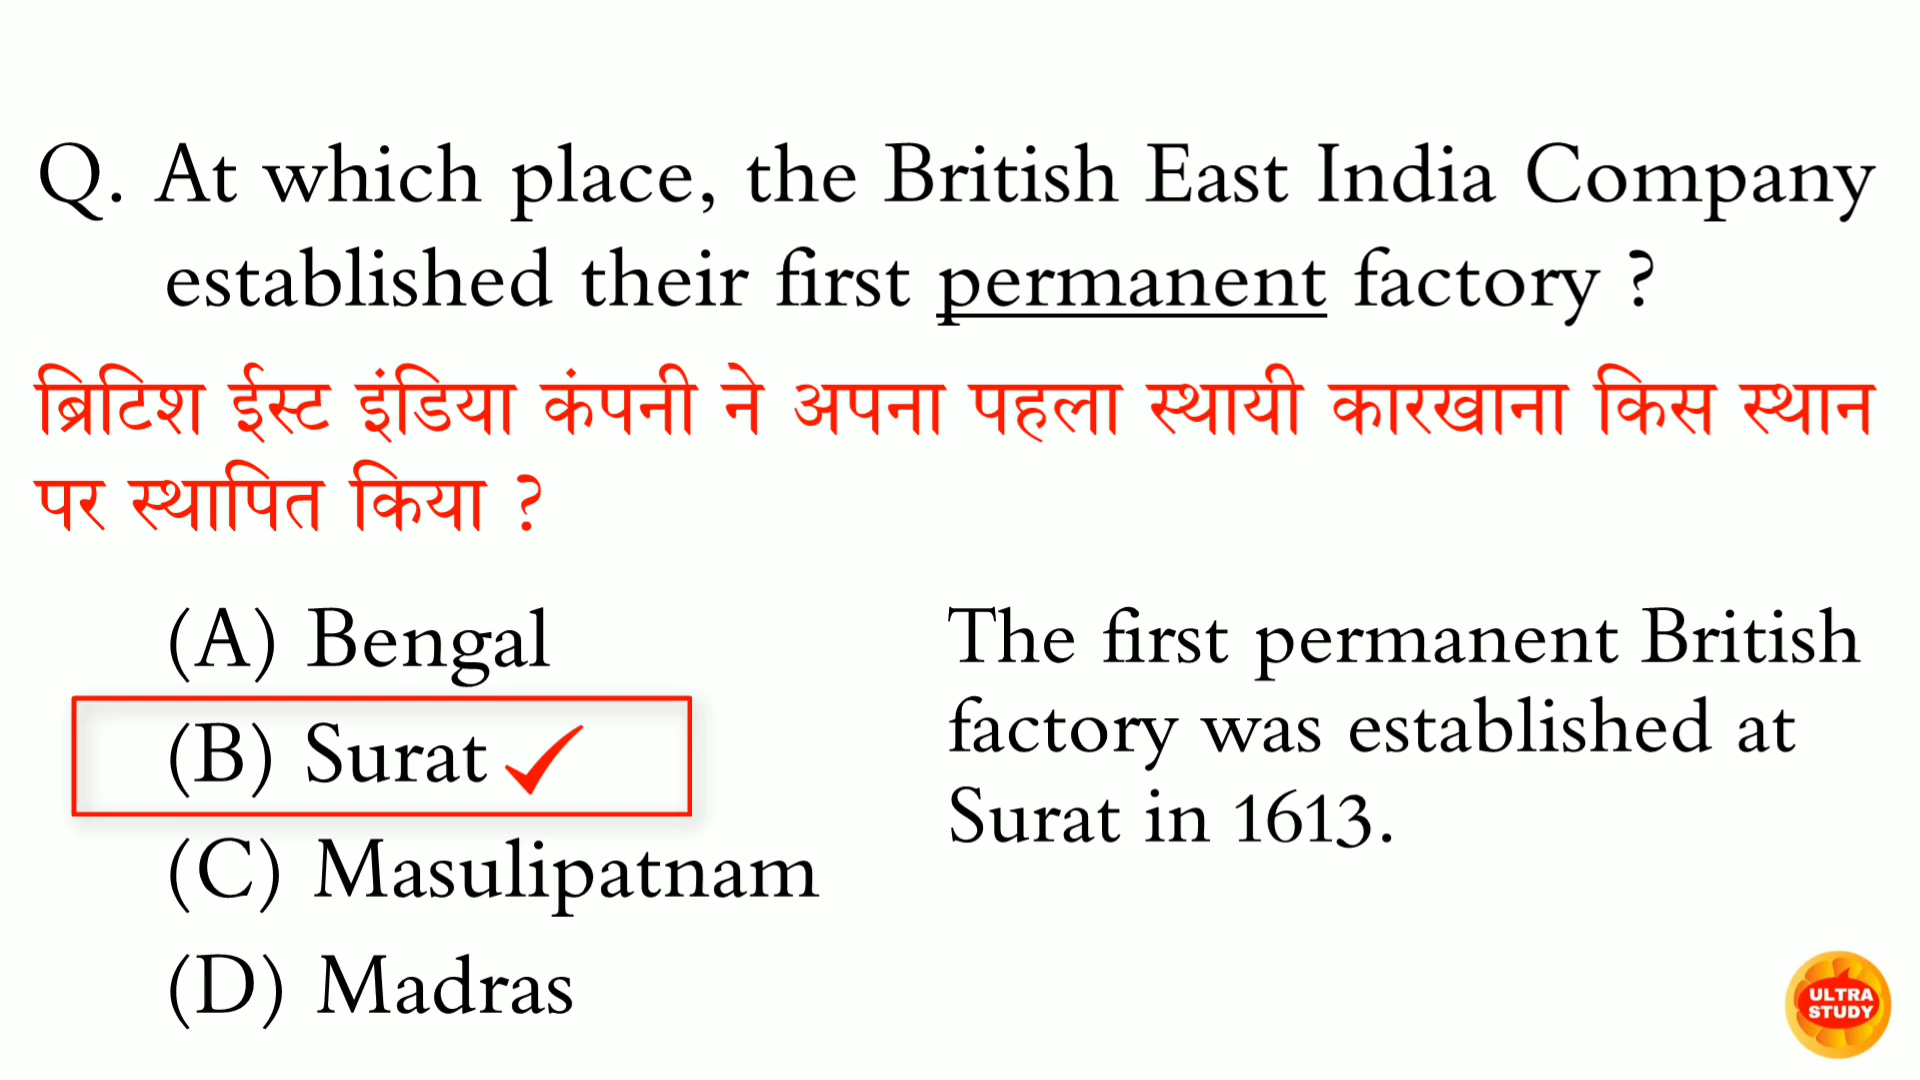 Q. At which place, the British East India Company
established their first permanent factory ?
ब्रिटिश ईस्ट इंडिया कंपनी ने अपना पहला स्थायी कारखाना किस स्थान
पर स्थापित किया ?
(A) Bengal
(B) Surat
(C) Masulipatnam
(D) Madras
The first permanent British
factory was established at
Surat in 1613.
ULTRA
STUDY